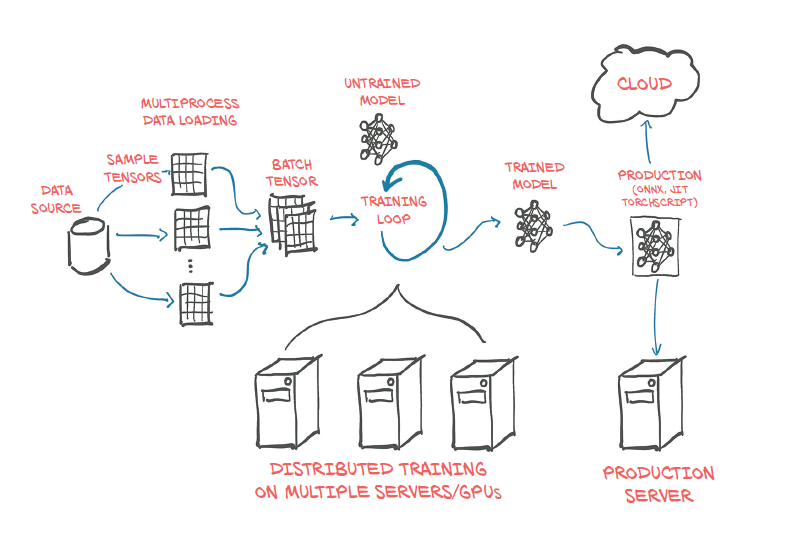 CLOUD
UNTRAINED
MODEL
MULTIPROCESS
DATA LOADING
SAMPLE
TENSORS
BATCH
TENSOR
TRAINED
MODEL
PRODUCTION
(ONNX, JIT
TORCHSCRIPT)
DATA
SOURCE
TRAINING
LOOP
DISTRIBUTED TRAINING
ON MULTIPLE SERVERS/GPUs
PRODUCTION
SERVER